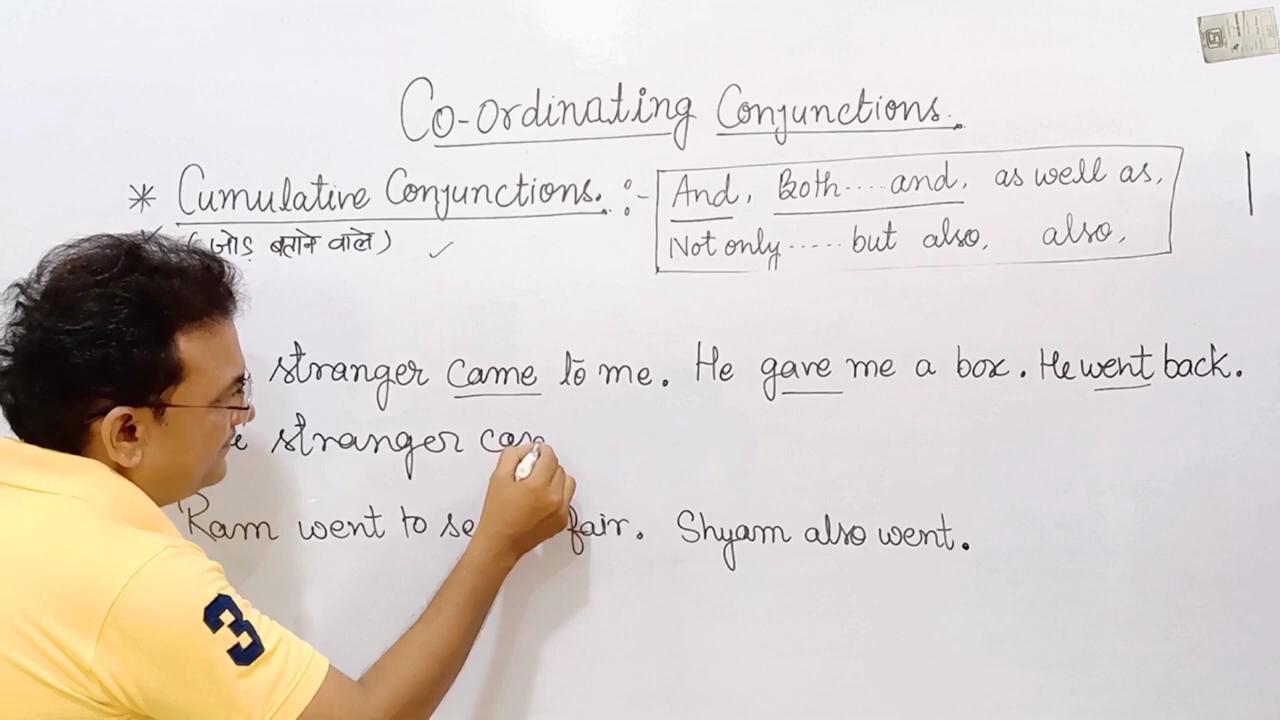 Co-ordinating Conjunctions.
* Cumulative Conjunctions. :- And, Both....and, as well as,
(जोड़ बताने वाले) ✓ Not only ..... but also, also,
stranger came to me. He gave me a box. He went back.
stranger
Ram went to fair. Shyam also went.
3